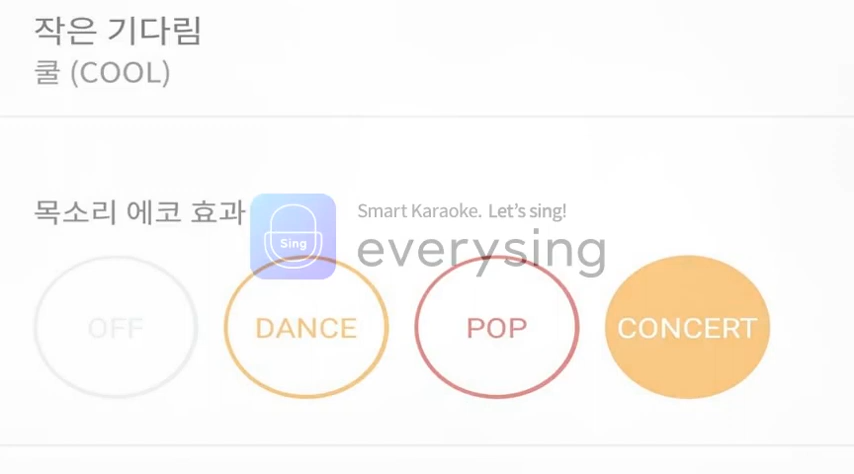 작은 기다림
쿨 (COOL)
목소리 에코 효과
Smart Karaoke. Let's sing!
Sing
everysing
OFF
DANCE
POP
CONCERT